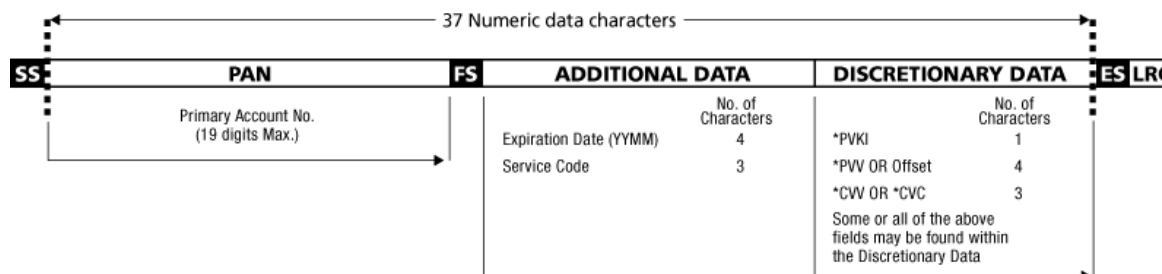 37 Numeric data characters
SS PAN FS ADDITIONAL DATA DISCRETIONARY DATA ES LRC
Primary Account No.
(19 digits Max.)
No. of
Characters
Expiration Date (YYMM) 4
Service Code 3
No. of
Characters
*PVKI 1
*PVV OR Offset 4
*CVV OR *CVC 3
Some or all of the above
fields may be found within
the Discretionary Data